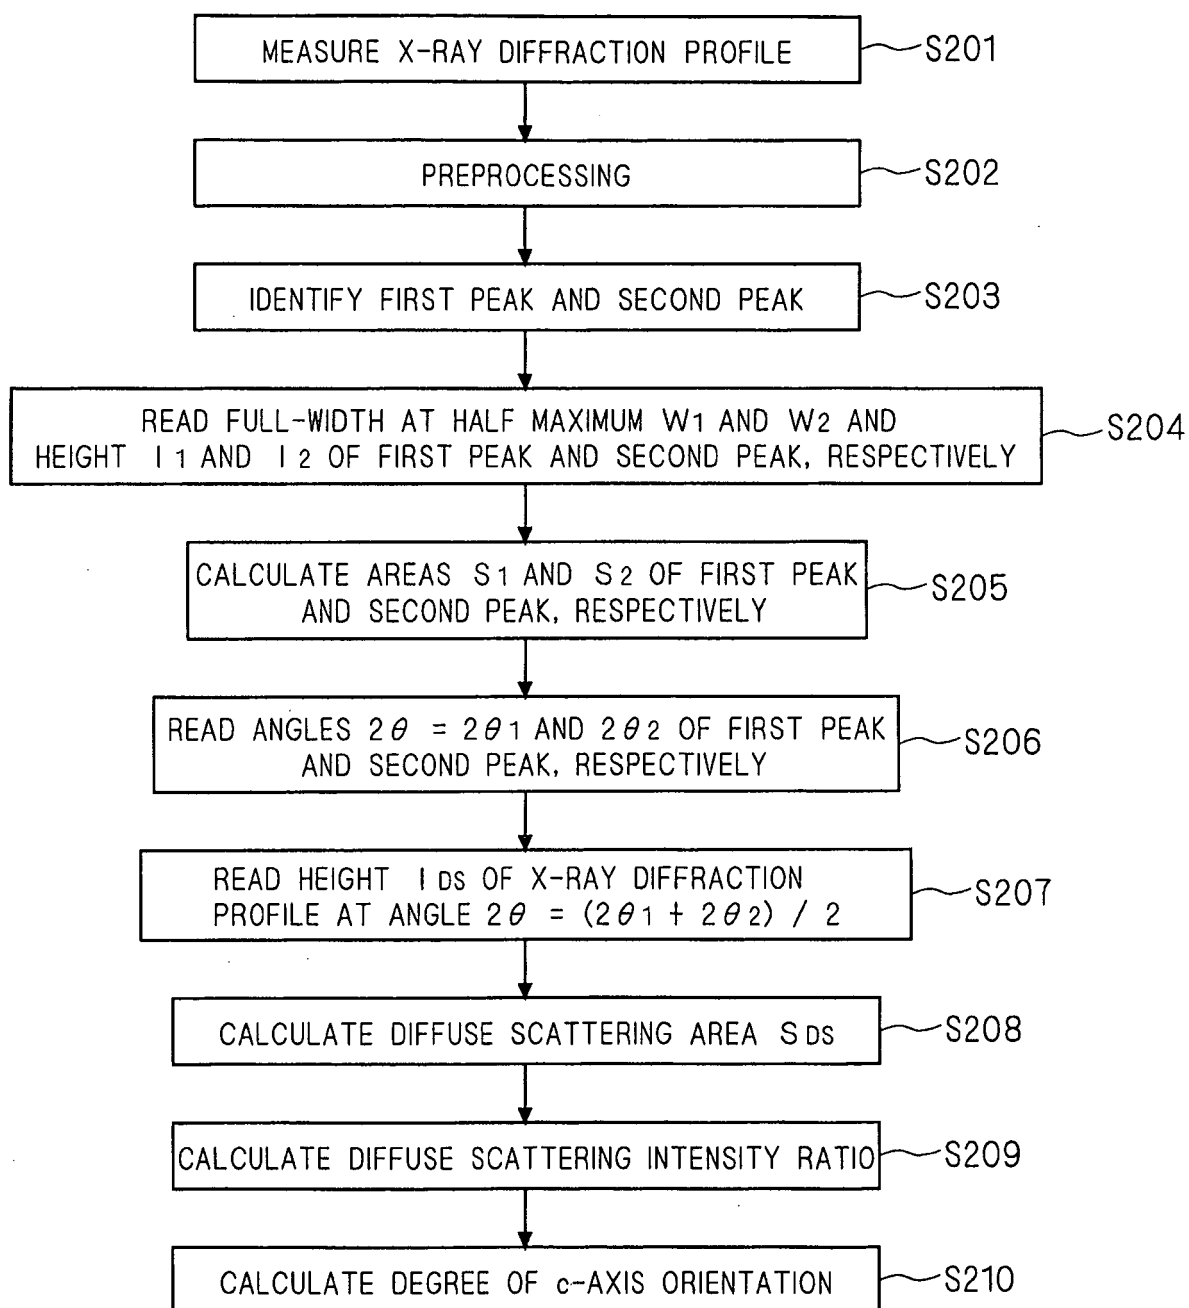 MEASURE X-RAY DIFFRACTION PROFILE
S201
PREPROCESSING
S202
IDENTIFY FIRST PEAK AND SECOND PEAK
S203
READ FULL-WIDTH AT HALF MAXIMUM W1 AND W2 AND
HEIGHT I1 AND I2 OF FIRST PEAK AND SECOND PEAK, RESPECTIVELY
S204
CALCULATE AREAS S1 AND S2 OF FIRST PEAK
AND SECOND PEAK, RESPECTIVELY
S205
READ ANGLES 2θ = 2θ1 AND 2θ2 OF FIRST PEAK
AND SECOND PEAK, RESPECTIVELY
S206
READ HEIGHT IDS OF X-RAY DIFFRACTION
PROFILE AT ANGLE 2θ = (2θ1 + 2θ2) / 2
S207
CALCULATE DIFFUSE SCATTERING AREA SDS
S208
CALCULATE DIFFUSE SCATTERING INTENSITY RATIO
S209
CALCULATE DEGREE OF c-AXIS ORIENTATION
S210